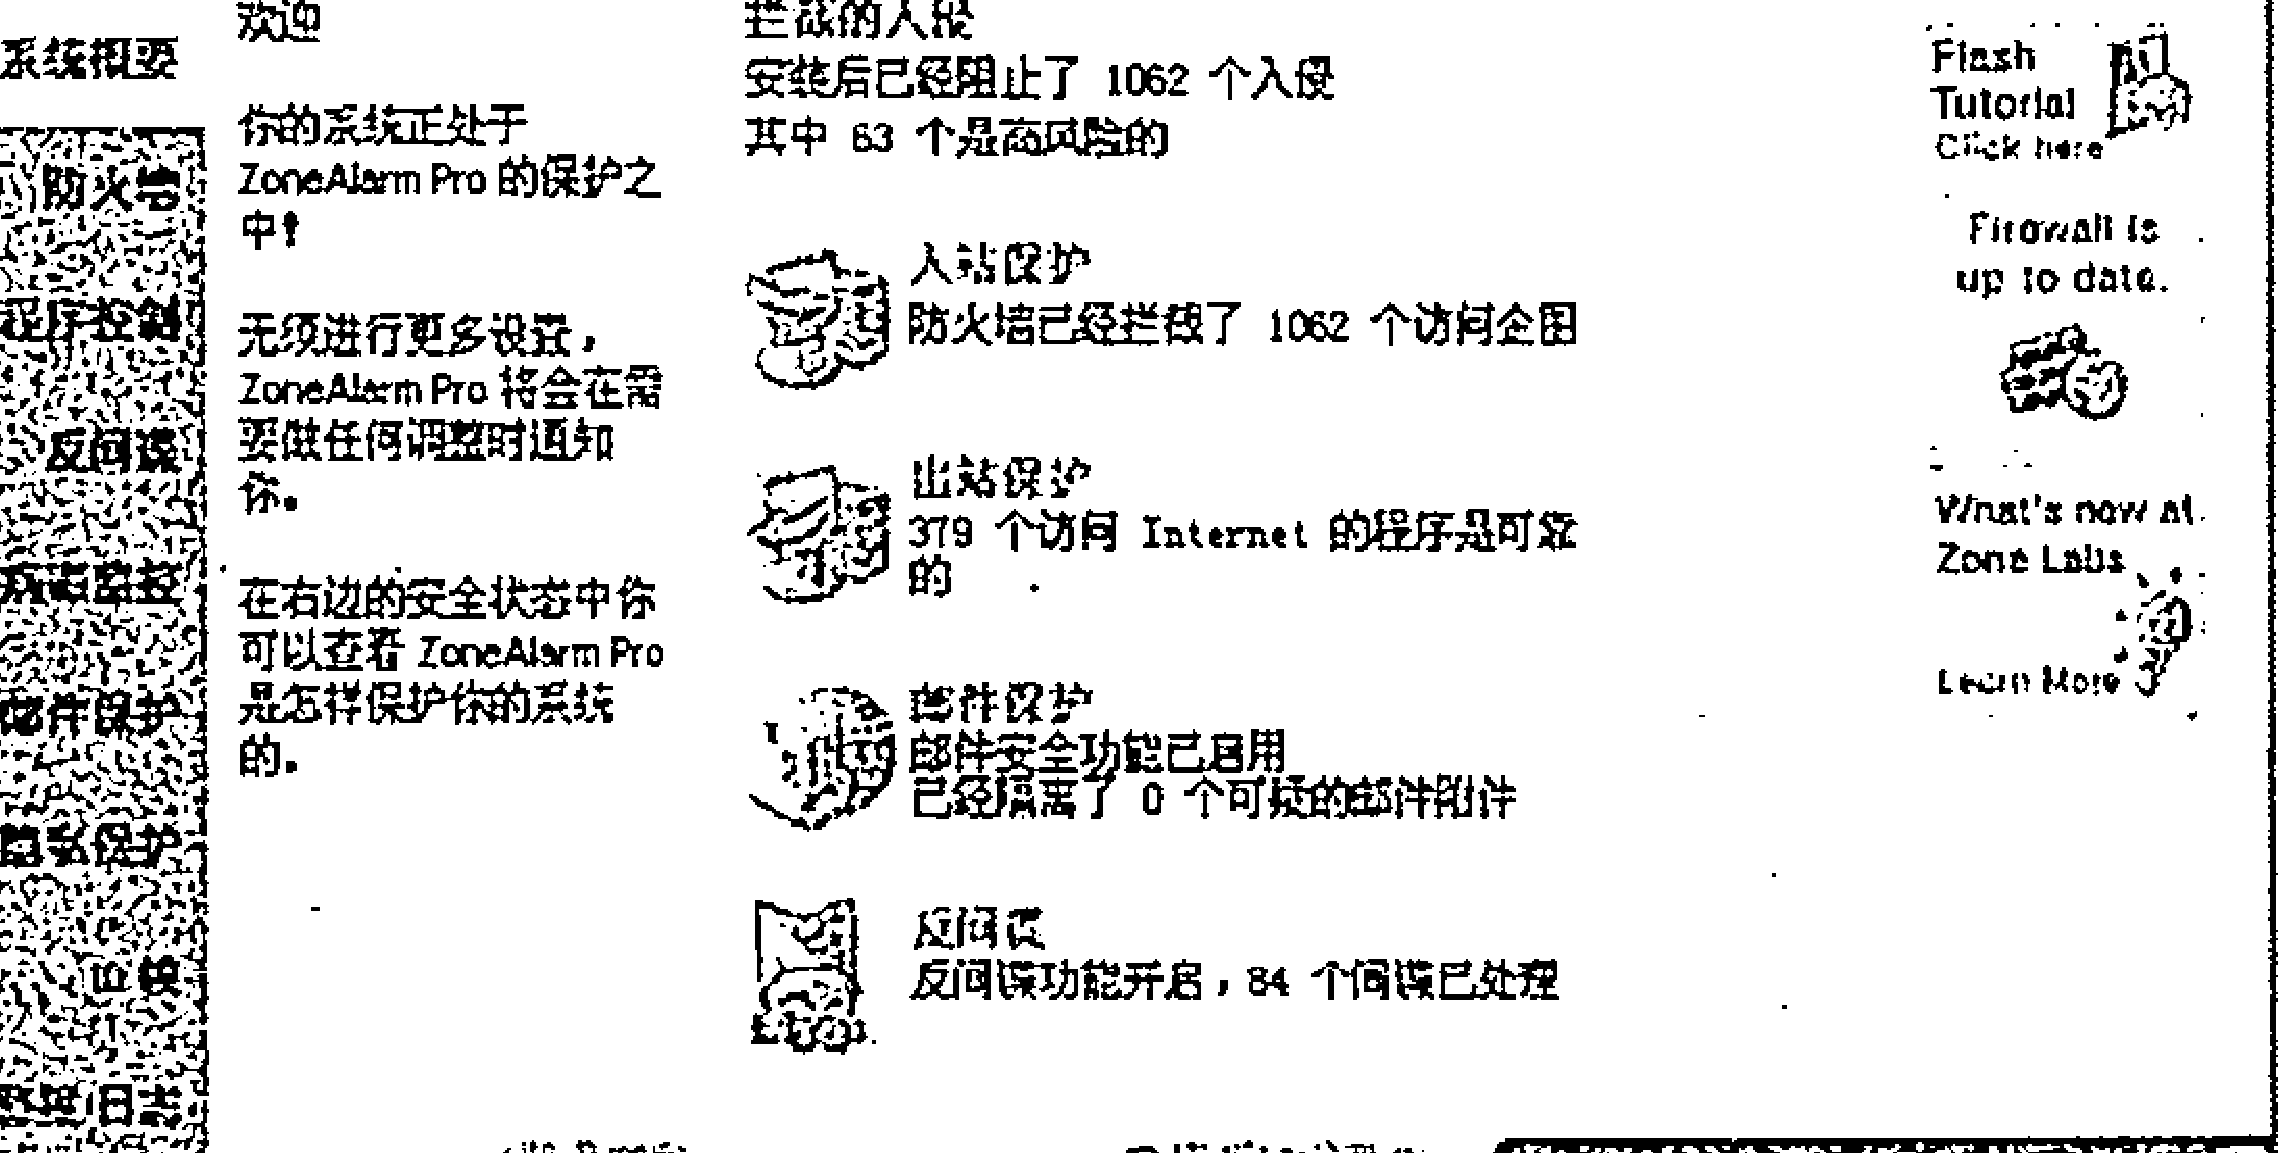 系统概要
防火墙
程序控制
反间谍
病毒监控
邮件保护
隐私保护
日志
欢迎
你的系统正处于
ZoneAlarm Pro 的保护之
中!
无须进行更多设置，
ZoneAlarm Pro 将会在需
要做任何调整时通知
你。
在右边的安全状态中你
可以查看 ZoneAlarm Pro
是怎样保护你的系统
的。
拦截的入侵
安装后已经阻止了 1062 个入侵
其中 63 个是高风险的
入站保护
防火墙已经拦截了 1062 个访问企图
出站保护
379 个访问 Internet 的程序是可靠
的
邮件保护
邮件安全功能已启用
已经隔离了 0 个可疑的邮件附件
反间谍
反间谍功能开启，84 个间谍已处理
Flash
Tutorial
Click here
Firewall is
up to date.
What's new at
Zone Labs
Learn More